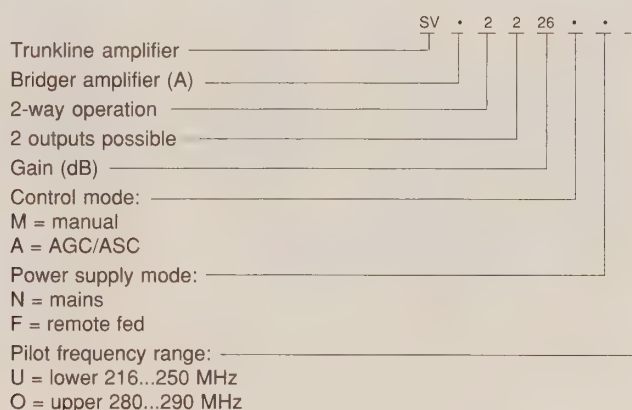 SV • 2 2 26 • • -
Trunkline amplifier
Bridger amplifier (A)
2-way operation
2 outputs possible
Gain (dB)
Control mode:
M = manual
A = AGC/ASC
Power supply mode:
N = mains
F = remote fed
Pilot frequency range:
U = lower 216...250 MHz
O = upper 280...290 MHz